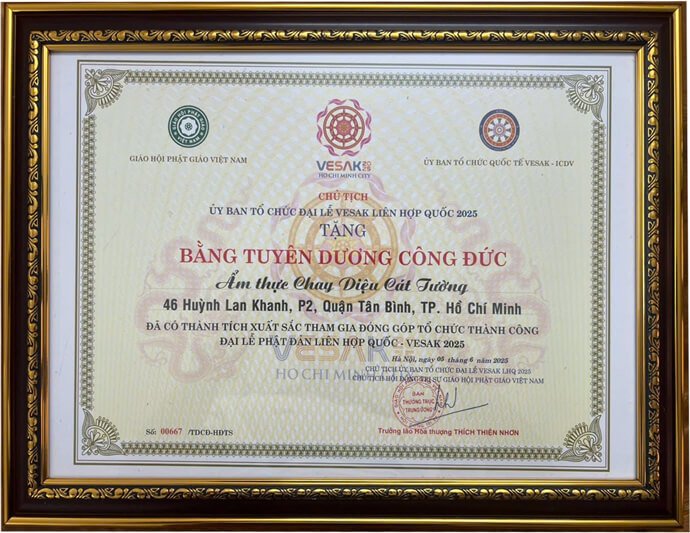 GIÁO HỘI PHẬT GIÁO VIỆT NAM
VESAK 2025
HO CHI MINH CITY
ỦY BAN TỔ CHỨC QUỐC TẾ VESAK - ICDV
CHỦ TỊCH
ỦY BAN TỔ CHỨC ĐẠI LỄ VESAK LIÊN HỢP QUỐC 2025
TẶNG
BẰNG TUYÊN DƯƠNG CÔNG ĐỨC
Ẩm thực Chay Diệu Cát Tường
46 Huỳnh Lan Khanh, P2, Quận Tân Bình, TP. Hồ Chí Minh
ĐÃ CÓ THÀNH TÍCH XUẤT SẮC THAM GIA ĐÓNG GÓP TỔ CHỨC THÀNH CÔNG
ĐẠI LỄ PHẬT ĐẢN LIÊN HỢP QUỐC - VESAK 2025
VESAK
HO CHI MINH
Hà Nội, ngày 05 tháng 6 năm 2025
CHỦ TỊCH ỦY BAN TỔ CHỨC ĐẠI LỄ VESAK LHQ 2025
CHỦ TỊCH HỘI ĐỒNG TRỊ SỰ GIÁO HỘI PHẬT GIÁO VIỆT NAM
BAN
THƯỜNG TRỰC
TRUNG ƯƠNG
Số: 00667 /TDCĐ-HĐTS
Trưởng lão Hòa thượng THÍCH THIỆN NHƠN